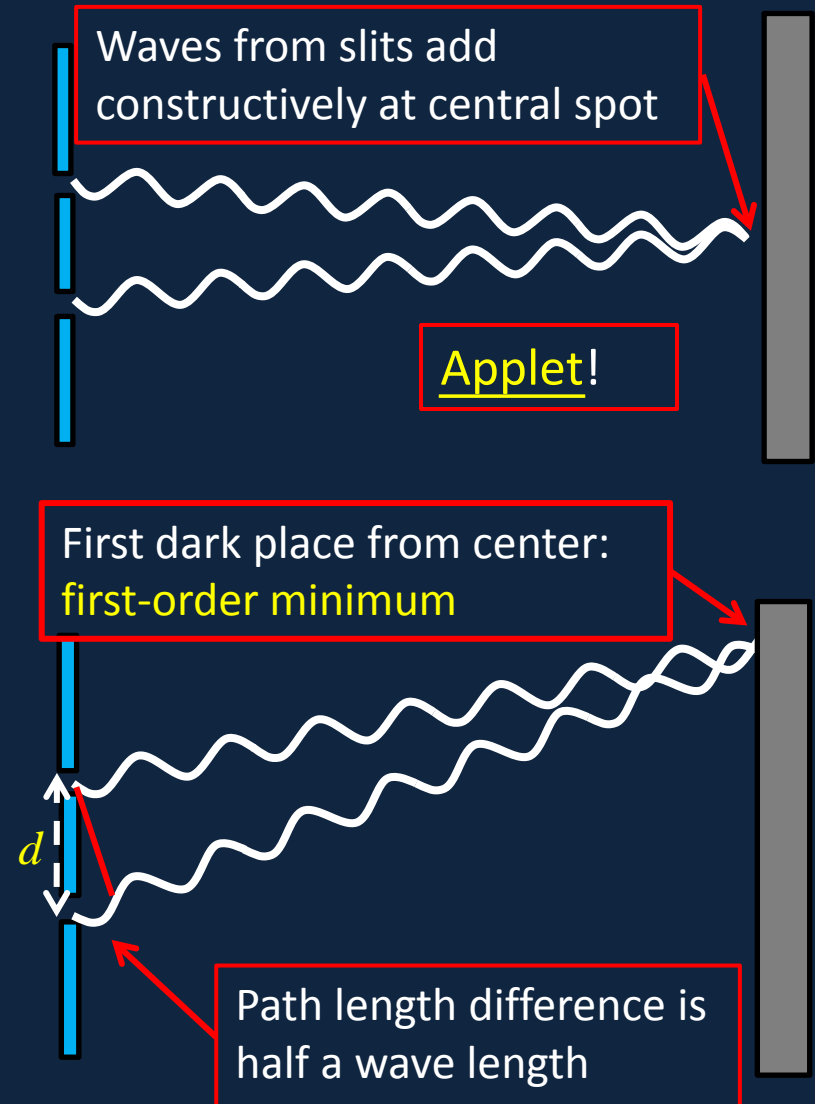 Waves from slits add
constructively at central spot
Applet!
First dark place from center:
first-order minimum
d
Path length difference is
half a wave length